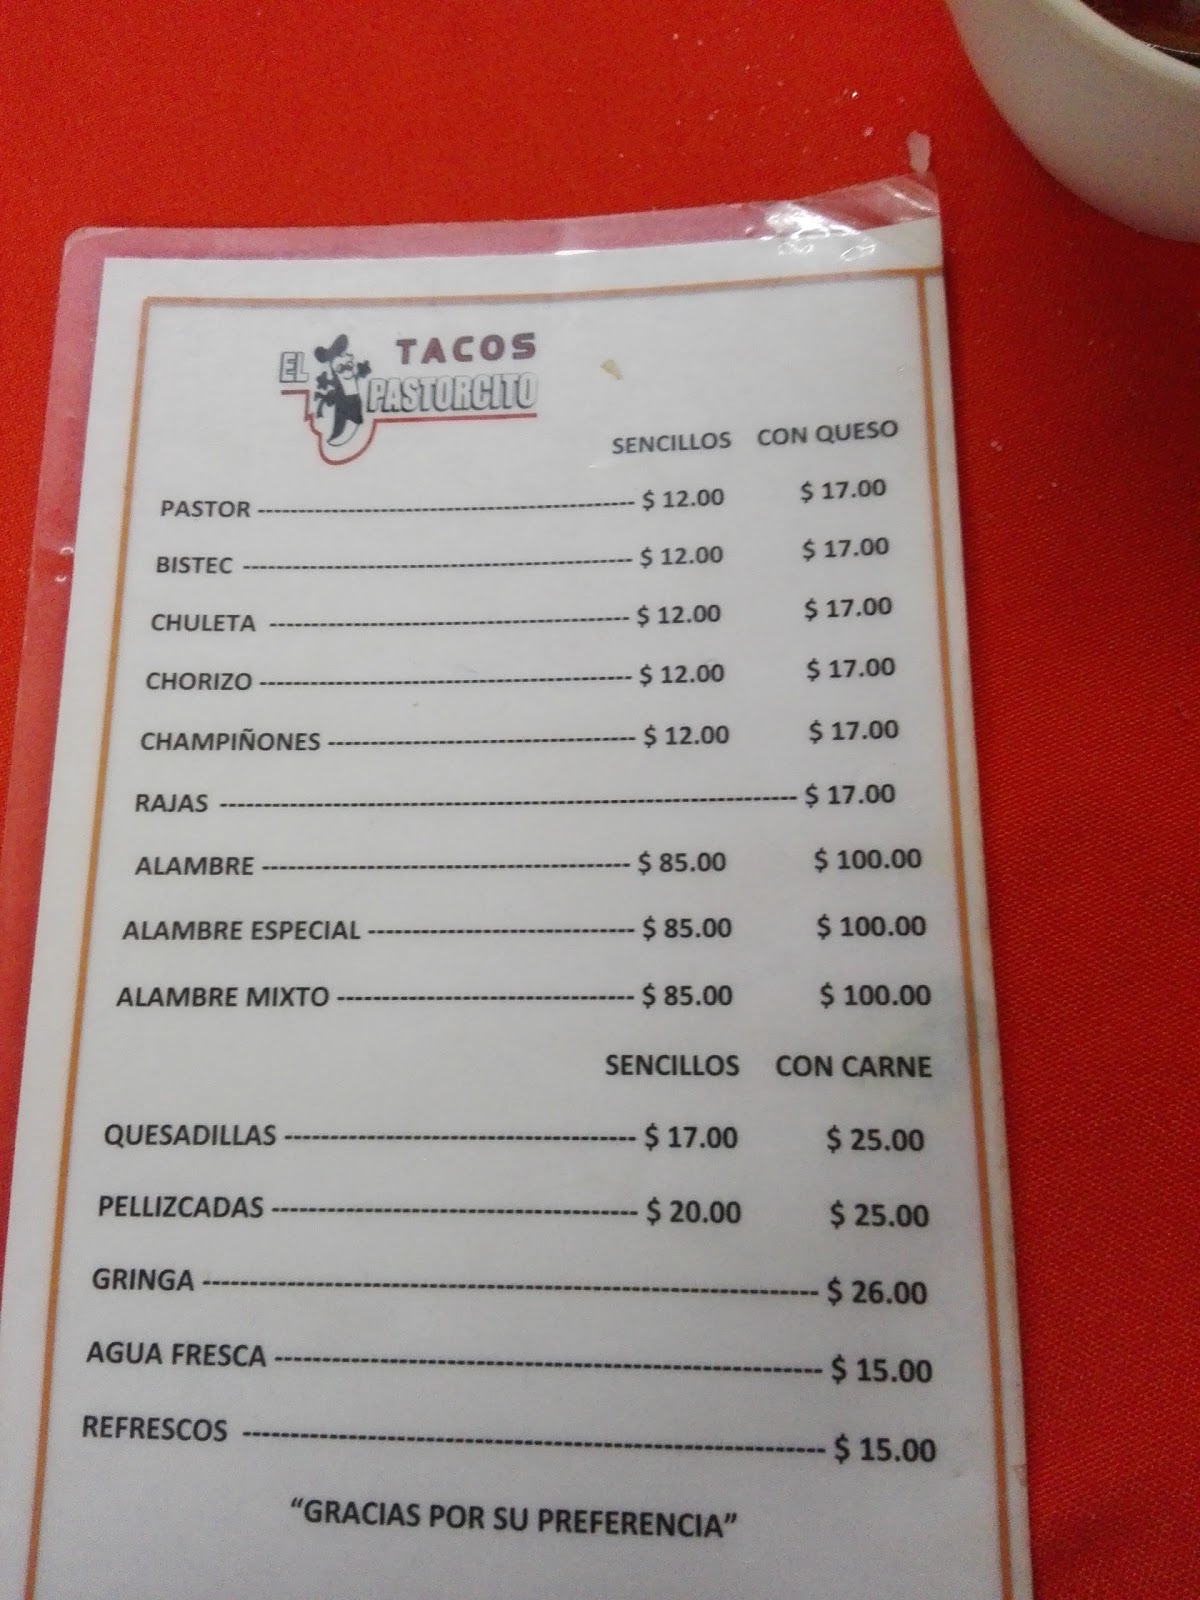 EL TACOS
PASTORCITO
SENCILLOS CON QUESO
PASTOR ---------------------------------------------- $ 12.00 $ 17.00
BISTEC ----------------------------------------------- $ 12.00 $ 17.00
CHULETA -------------------------------------------- $ 12.00 $ 17.00
CHORIZO --------------------------------------------- $ 12.00 $ 17.00
CHAMPIÑONES ------------------------------------- $ 12.00 $ 17.00
RAJAS --------------------------------------------------------------------- $ 17.00
ALAMBRE ------------------------------------------- $ 85.00 $ 100.00
ALAMBRE ESPECIAL ------------------------------- $ 85.00 $ 100.00
ALAMBRE MIXTO ---------------------------------- $ 85.00 $ 100.00
SENCILLOS CON CARNE
QUESADILLAS --------------------------------------- $ 17.00 $ 25.00
PELLIZCADAS ---------------------------------------- $ 20.00 $ 25.00
GRINGA ------------------------------------------------------------------ $ 26.00
AGUA FRESCA ----------------------------------------------------------- $ 15.00
REFRESCOS --------------------------------------------------------------- $ 15.00
“GRACIAS POR SU PREFERENCIA”